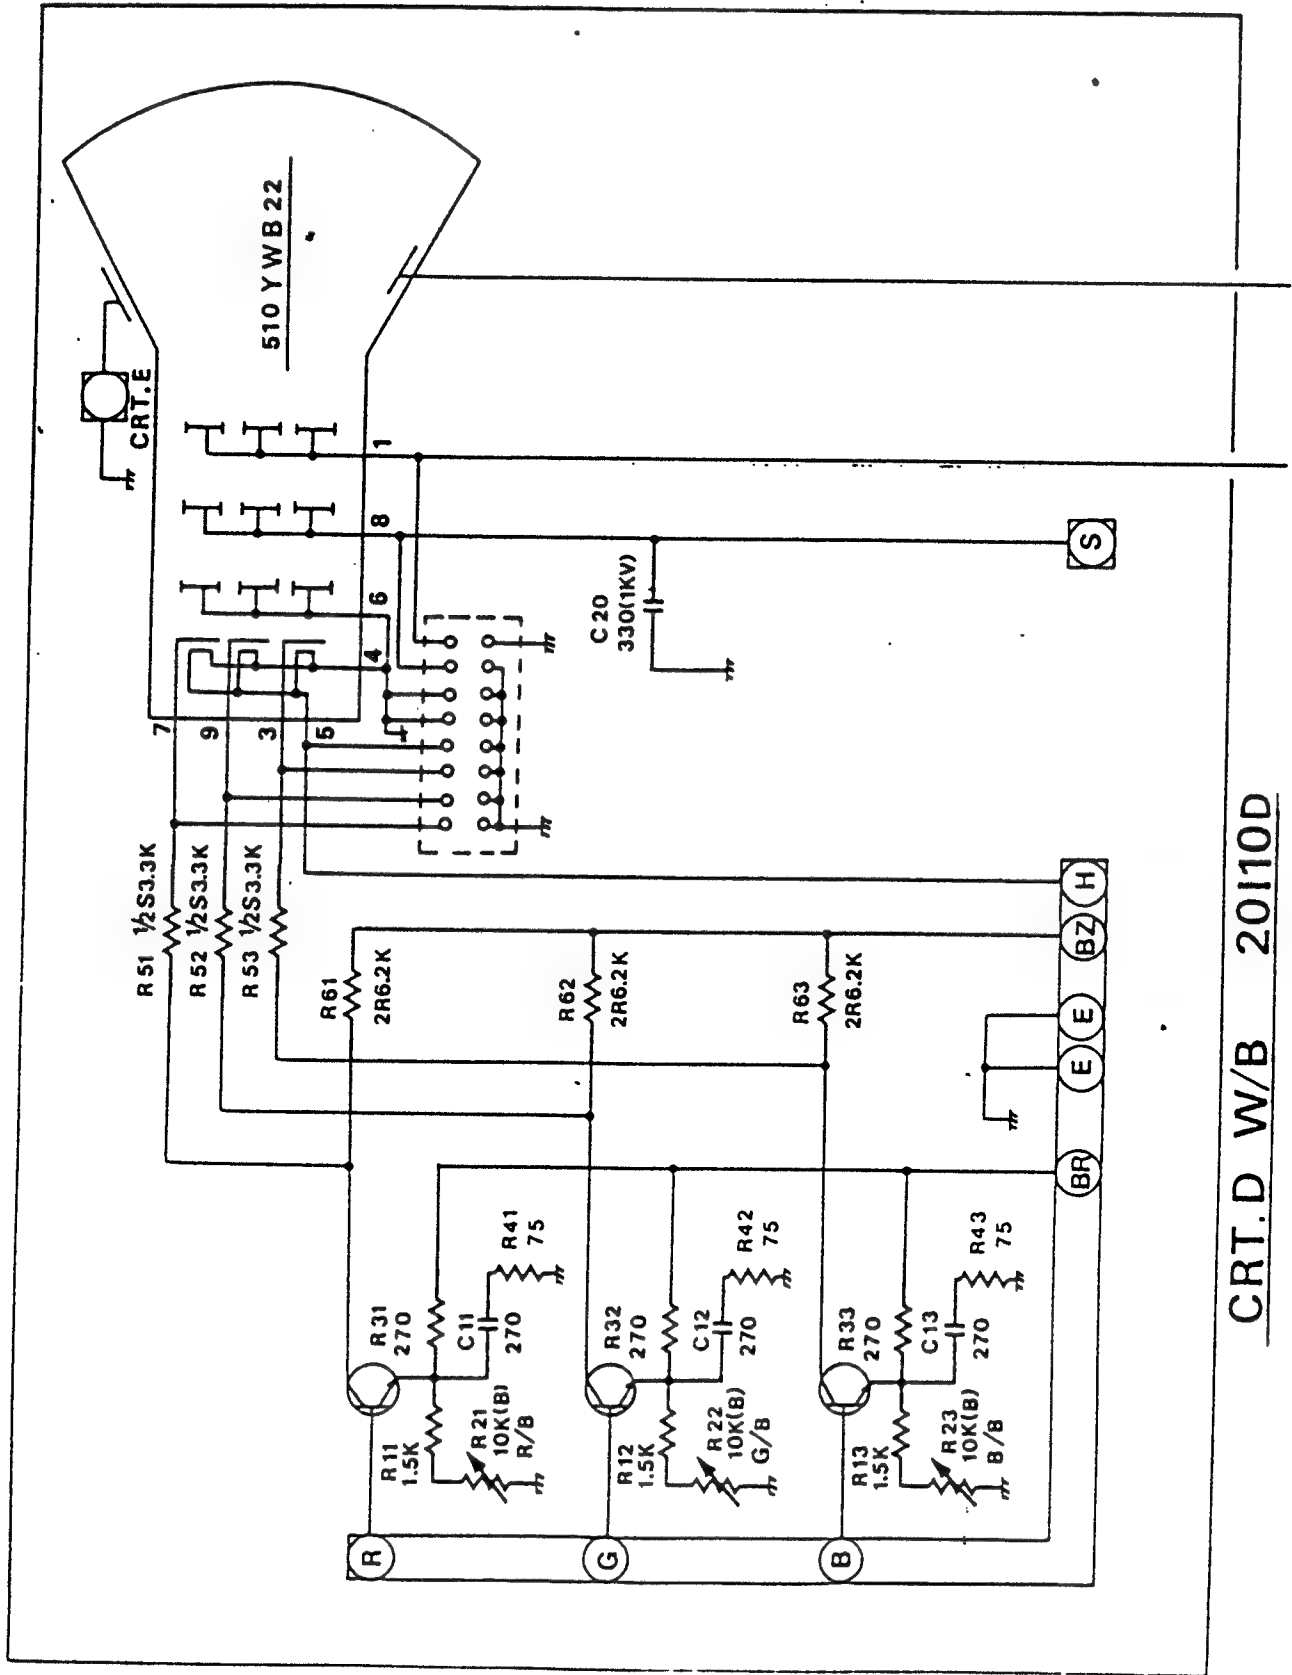 510YWB22
CRT.E
1
8
6
4
7
9
3
5
C20
330(1KV)
S
R51 ½S3.3K
R52 ½S3.3K
R53 ½S3.3K
R61
2R6.2K
R62
2R6.2K
R63
2R6.2K
H
BZ
E
E
BR
R41
75
R42
75
R43
75
R31
270
C11
270
R32
270
C12
270
R33
270
C13
270
R11
1.5K
R21
10K(B)
R/B
R12
1.5K
R22
10K(B)
G/B
R13
1.5K
R23
10K(B)
B/B
R
G
B
CRT.D W/B 20I10D